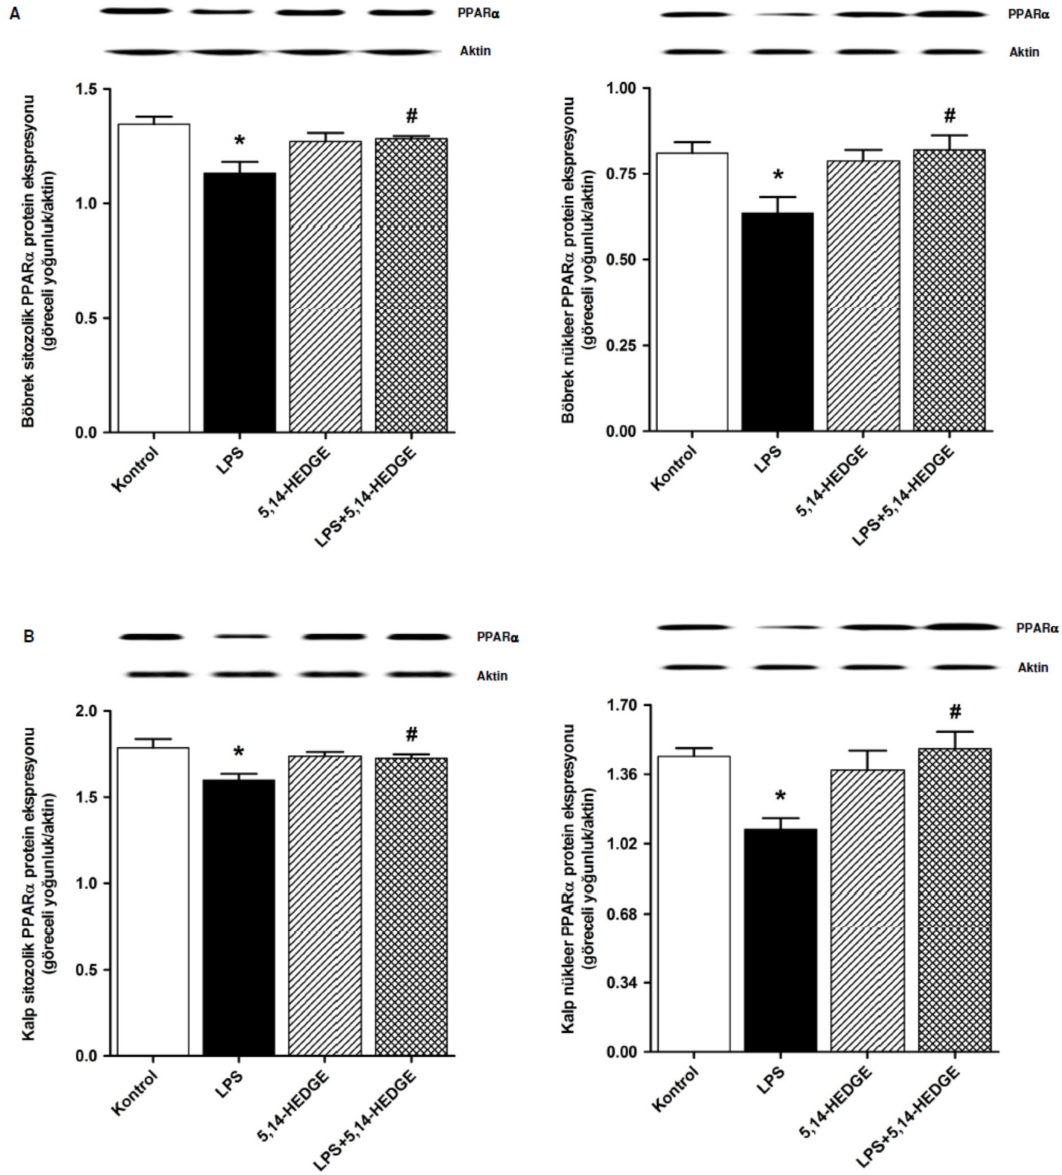 A
PPARα
Aktin
Böbrek sitozolik PPARα protein ekspresyonu
(göreceli yoğunluk/aktin)
1.5
1.0
0.5
0.0
*
#
Kontrol
LPS
5,14-HEDGE
LPS+5,14-HEDGE
PPARα
Aktin
Böbrek nükleer PPARα protein ekspresyonu
(göreceli yoğunluk/aktin)
1.00
0.75
0.50
0.25
0.00
*
#
Kontrol
LPS
5,14-HEDGE
LPS+5,14-HEDGE
B
PPARα
Aktin
Kalp sitozolik PPARα protein ekspresyonu
(göreceli yoğunluk/aktin)
2.0
1.5
1.0
0.5
0.0
*
#
Kontrol
LPS
5,14-HEDGE
LPS+5,14-HEDGE
PPARα
Aktin
Kalp nükleer PPARα protein ekspresyonu
(göreceli yoğunluk/aktin)
1.70
1.36
1.02
0.68
0.34
0.00
*
#
Kontrol
LPS
5,14-HEDGE
LPS+5,14-HEDGE